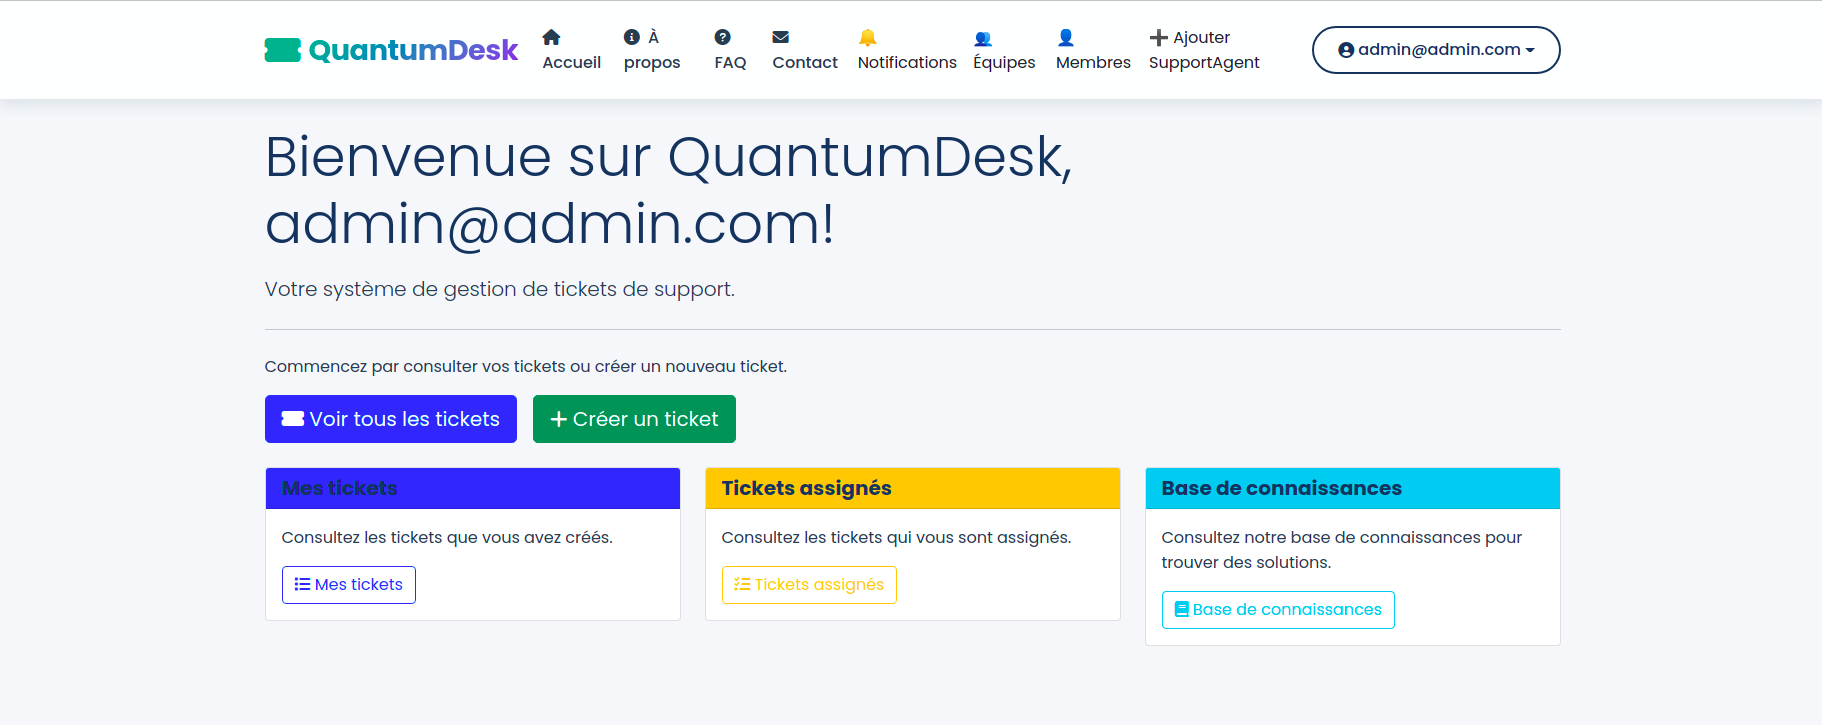 QuantumDesk
Accueil
À propos
FAQ
Contact
Notifications
Équipes
Membres
Ajouter SupportAgent
admin@admin.com
Bienvenue sur QuantumDesk,
admin@admin.com!
Votre système de gestion de tickets de support.
Commencez par consulter vos tickets ou créer un nouveau ticket.
Voir tous les tickets
Créer un ticket
Mes tickets
Consultez les tickets que vous avez créés.
Mes tickets
Tickets assignés
Consultez les tickets qui vous sont assignés.
Tickets assignés
Base de connaissances
Consultez notre base de connaissances pour
trouver des solutions.
Base de connaissances